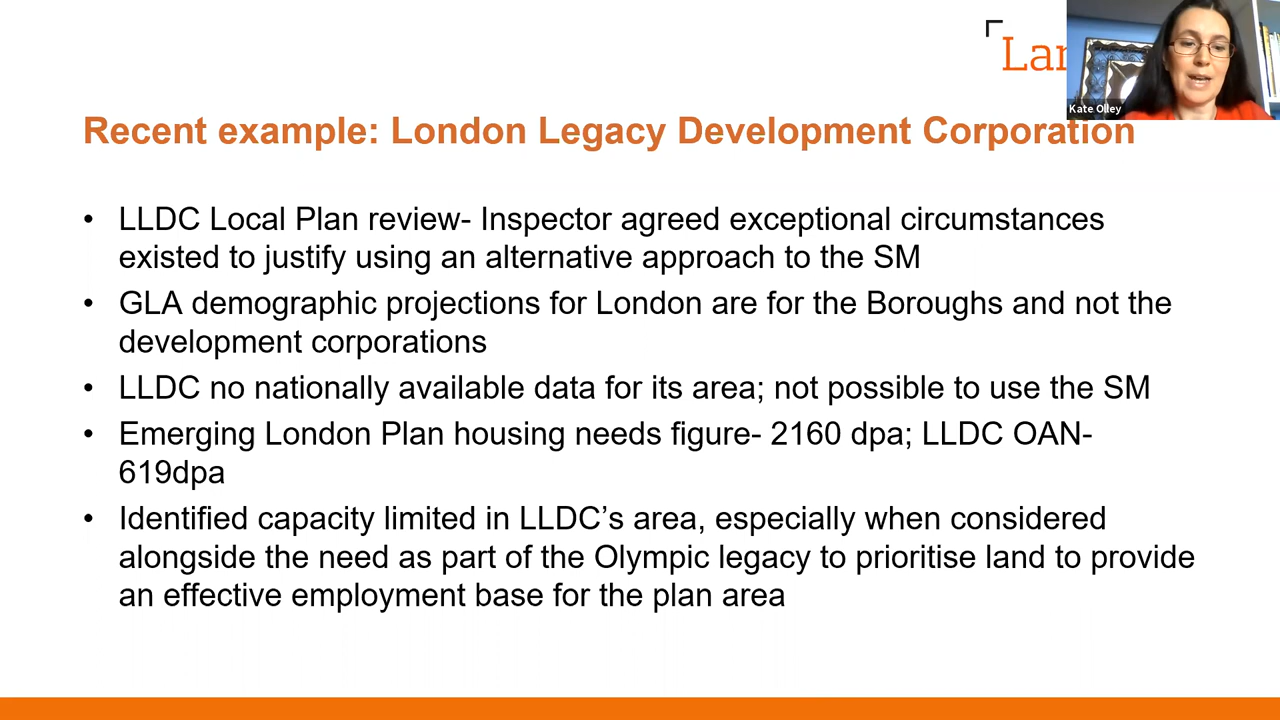 Lan
Kate Olley
Recent example: London Legacy Development Corporation
• LLDC Local Plan review- Inspector agreed exceptional circumstances
existed to justify using an alternative approach to the SM
• GLA demographic projections for London are for the Boroughs and not the
development corporations
• LLDC no nationally available data for its area; not possible to use the SM
• Emerging London Plan housing needs figure- 2160 dpa; LLDC OAN-
619dpa
• Identified capacity limited in LLDC’s area, especially when considered
alongside the need as part of the Olympic legacy to prioritise land to provide
an effective employment base for the plan area